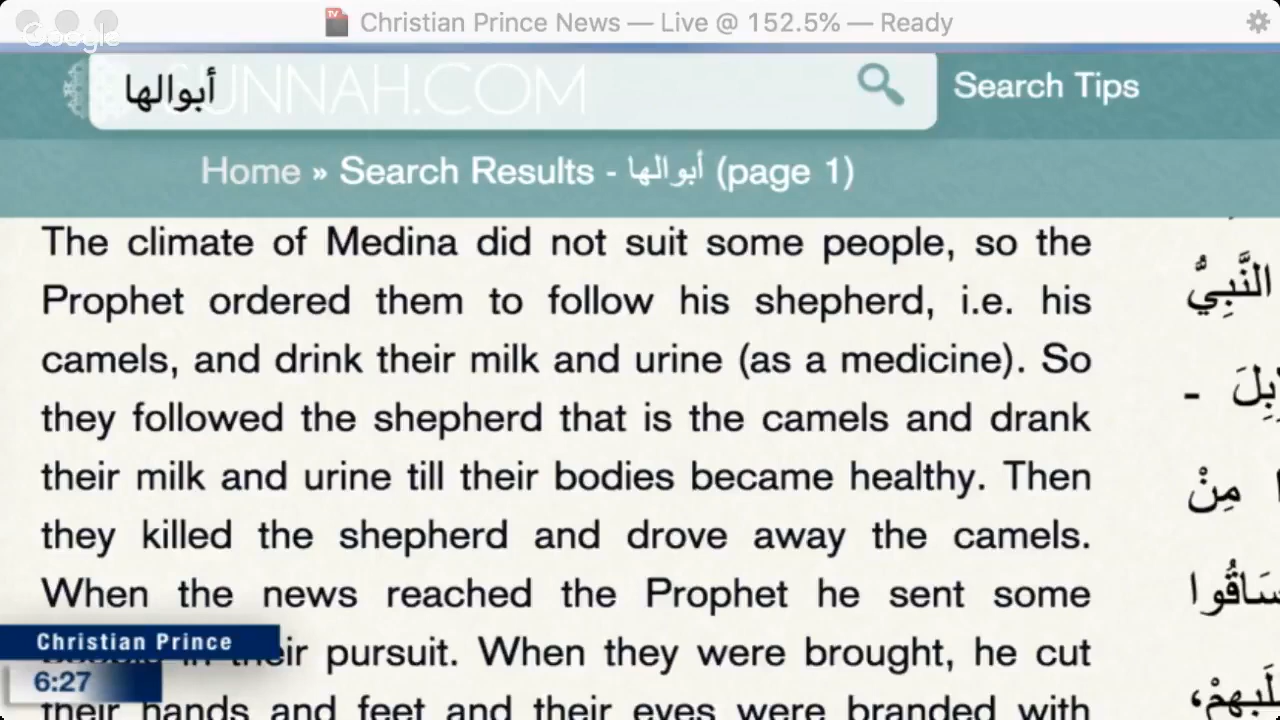 Christian Prince News — Live @ 152.5% — Ready
Google
أبوالها
SUNNAH.COM
Search Tips
Home » Search Results - أبوالها (page 1)
The climate of Medina did not suit some people, so the
Prophet ordered them to follow his shepherd, i.e. his
camels, and drink their milk and urine (as a medicine). So
they followed the shepherd that is the camels and drank
their milk and urine till their bodies became healthy. Then
they killed the shepherd and drove away the camels.
When the news reached the Prophet he sent some
people in their pursuit. When they were brought, he cut
their hands and feet and their eyes were branded with
النَّبِيُّ
مِنْ
Christian Prince
6:27